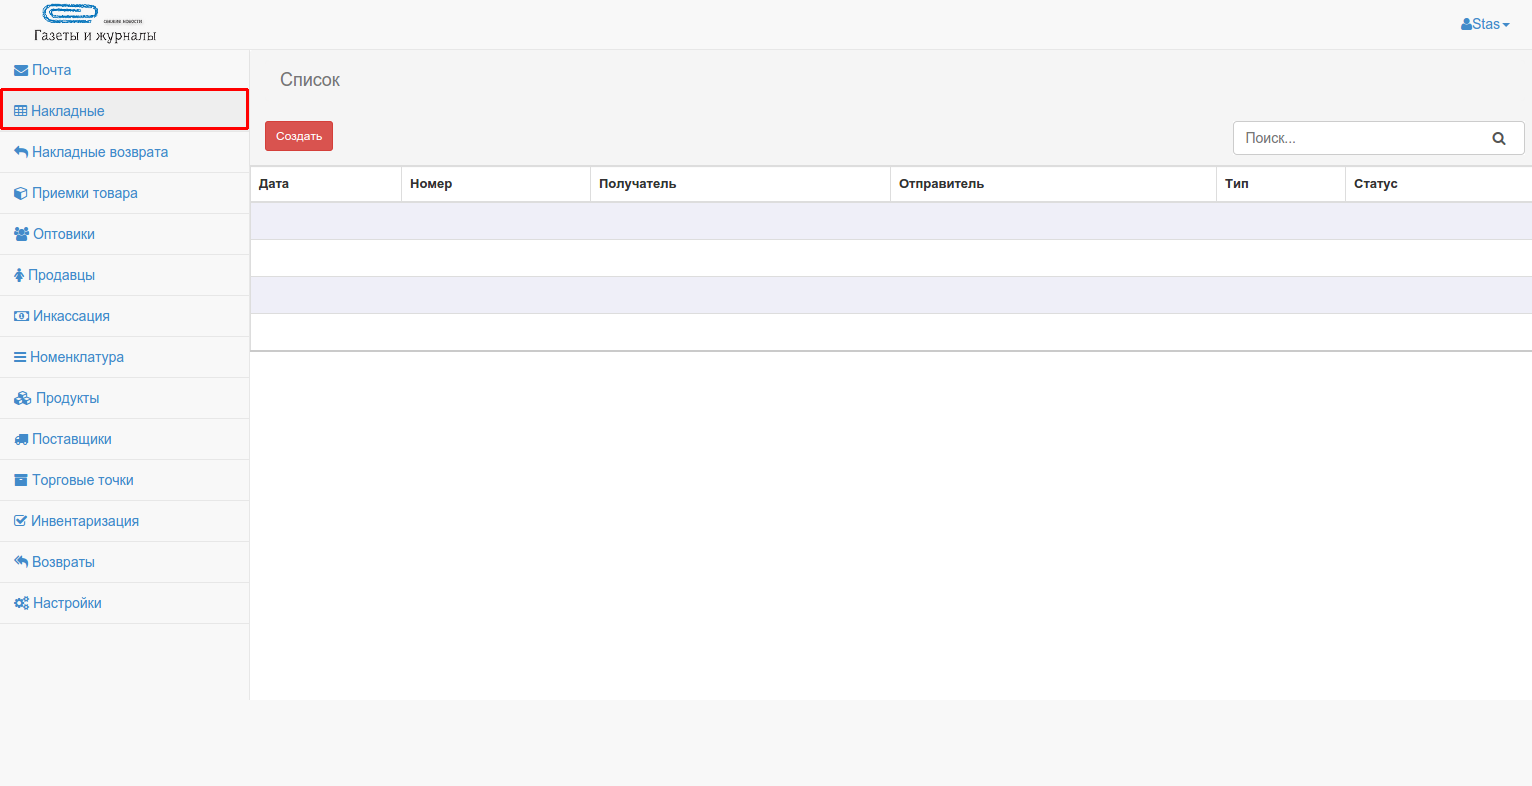 свежие новости
Газеты и журналы
Stas
Почта
Накладные
Накладные возврата
Приемки товара
Оптовики
Продавцы
Инкассация
Номенклатура
Продукты
Поставщики
Торговые точки
Инвентаризация
Возвраты
Настройки
Список
Создать
Поиск...
Дата Номер Получатель Отправитель Тип Статус